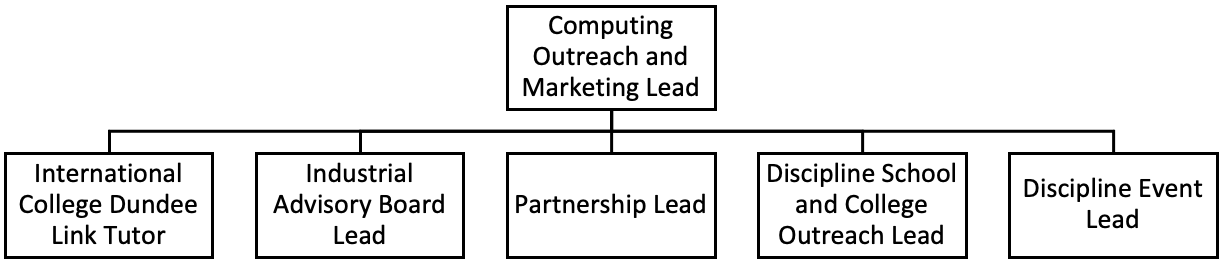 Computing
Outreach and
Marketing Lead
International
College Dundee
Link Tutor
Industrial
Advisory Board
Lead
Partnership Lead
Discipline School
and College
Outreach Lead
Discipline Event
Lead